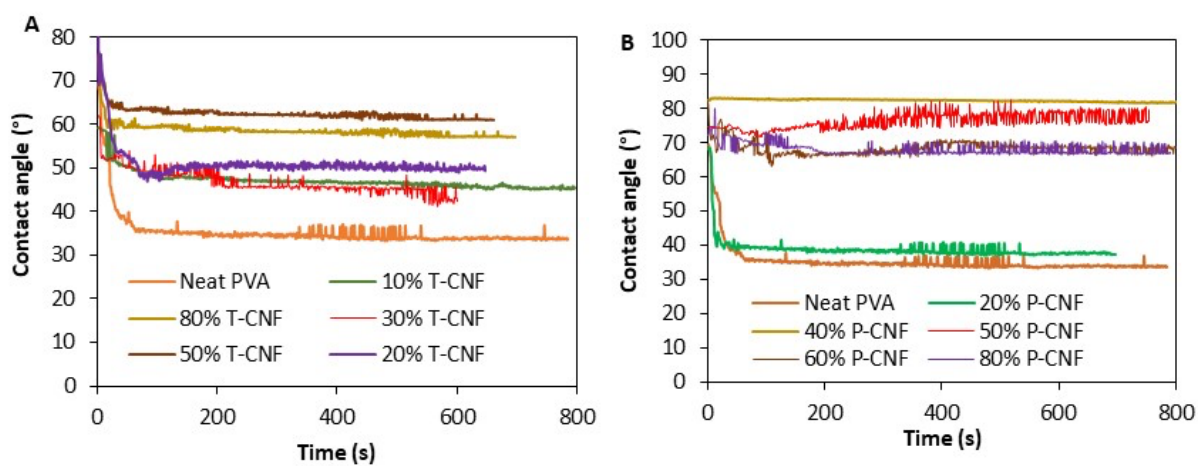 A
80
70
60
50
40
30
20
10
0
Contact angle (°)
Neat PVA
10% T-CNF
80% T-CNF
30% T-CNF
50% T-CNF
20% T-CNF
0
200
400
600
800
Time (s)
B
100
90
80
70
60
50
40
30
20
10
0
Contact angle (°)
Neat PVA
20% P-CNF
40% P-CNF
50% P-CNF
60% P-CNF
80% P-CNF
0
200
400
600
800
Time (s)